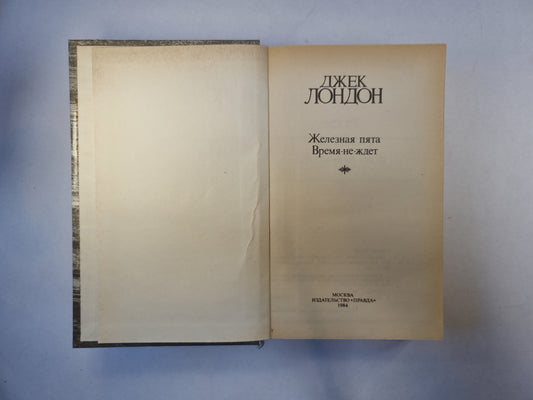 ДЖЕК
ЛОНДОН
Железная пята
Время-не-ждет
МОСКВА
ИЗДАТЕЛЬСТВО «ПРАВДА»
1984